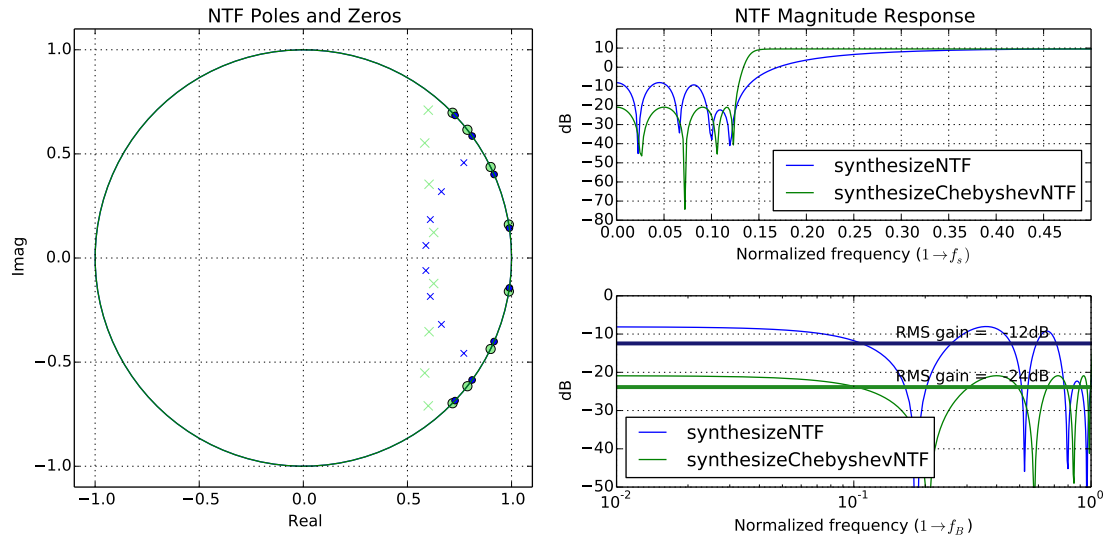 NTF Poles and Zeros
1.0
0.5
0.0
−0.5
−1.0
Imag
−1.0 −0.5 0.0 0.5 1.0
Real
NTF Magnitude Response
10
0
−10
−20
−30
−40
−50
−60
−70
−80
dB
synthesizeNTF
synthesizeChebyshevNTF
0.00 0.05 0.10 0.15 0.20 0.25 0.30 0.35 0.40 0.45
Normalized frequency (1→f_s)
0
−10
−20
−30
−40
−50
dB
RMS gain = -12dB
RMS gain = -24dB
synthesizeNTF
synthesizeChebyshevNTF
10^-2 10^-1 10^0
Normalized frequency (1→f_B)